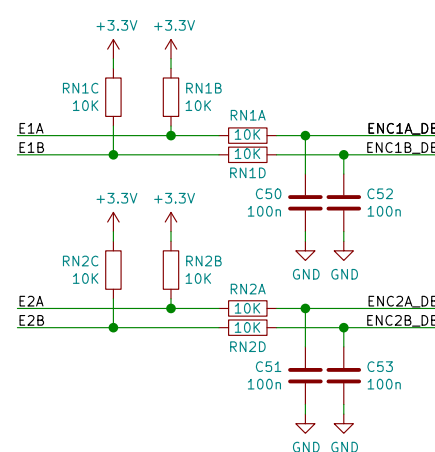 +3.3V +3.3V
RN1C 10K
RN1B 10K
RN1A
E1A 10K ENC1A_DE
E1B 10K ENC1B_DE
RN1D
C50 100n
C52 100n
GND GND
+3.3V +3.3V
RN2C 10K
RN2B 10K
RN2A
E2A 10K ENC2A_DE
E2B 10K ENC2B_DE
RN2D
C51 100n
C53 100n
GND GND